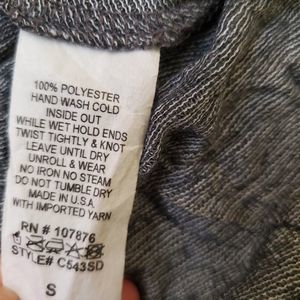 100% POLYESTER
HAND WASH COLD
INSIDE OUT
WHILE WET HOLD ENDS
TWIST TIGHTLY & KNOT
LEAVE UNTIL DRY
UNROLL & WEAR
NO IRON NO STEAM
DO NOT TUMBLE DRY
MADE IN U.S.A.
WITH IMPORTED YARN
RN # 107876
STYLE# C543SD
S